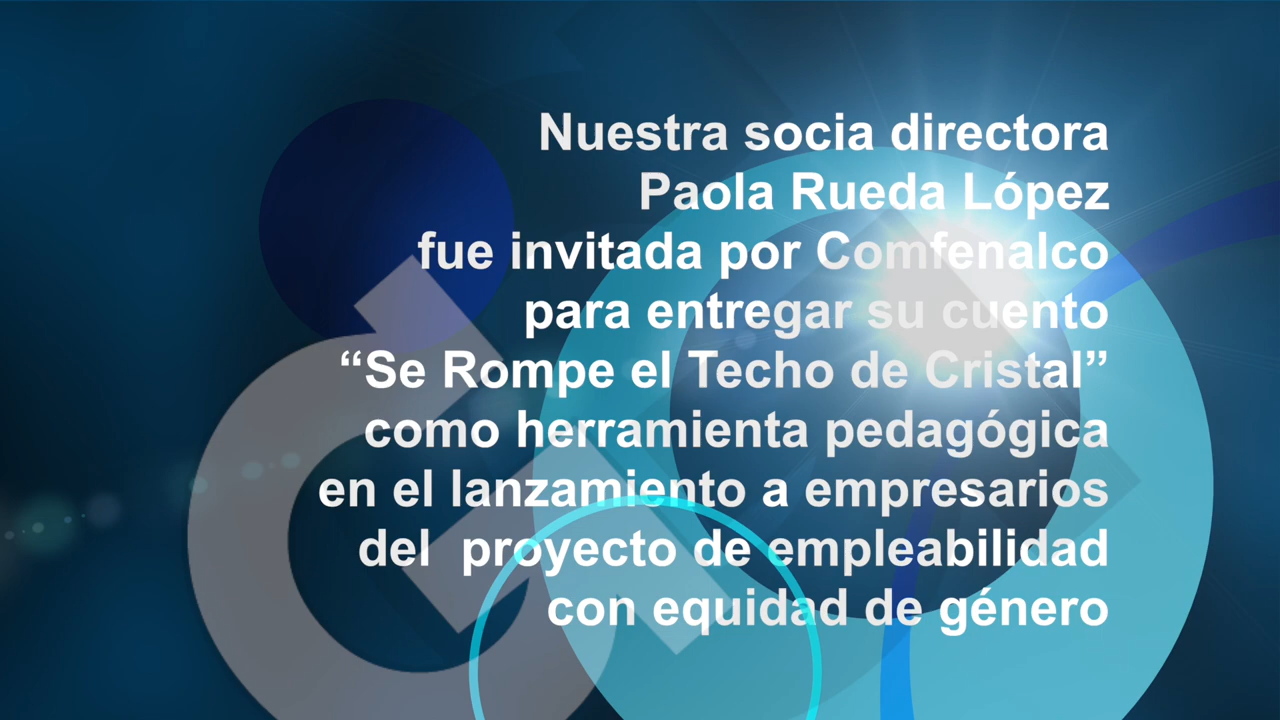 Nuestra socia directora
Paola Rueda López
fue invitada por Comfenalco
para entregar su cuento
“Se Rompe el Techo de Cristal”
como herramienta pedagógica
en el lanzamiento a empresarios
del  proyecto de empleabilidad
con equidad de género